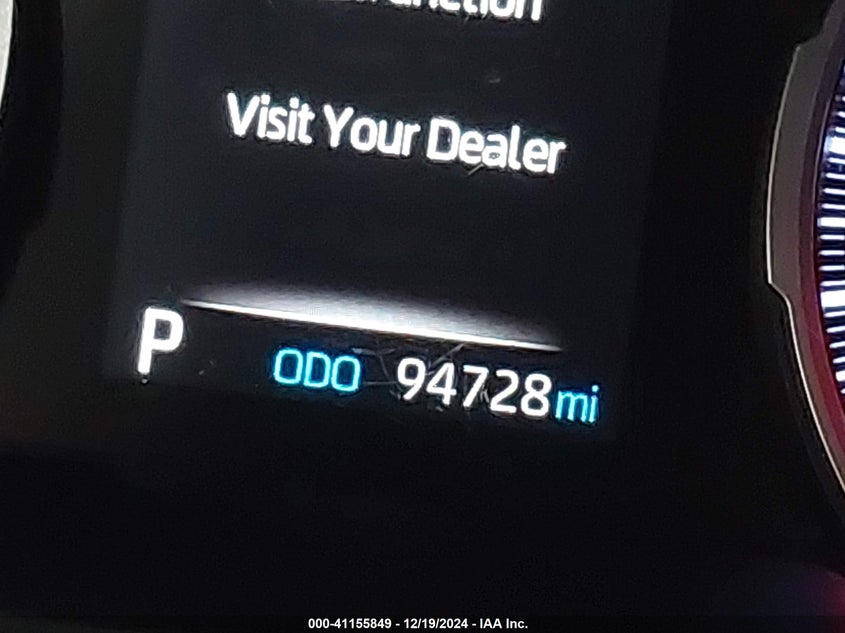 Visit Your Dealer
P ODO 94728 mi
000-41155849 - 12/19/2024 - IAA Inc.